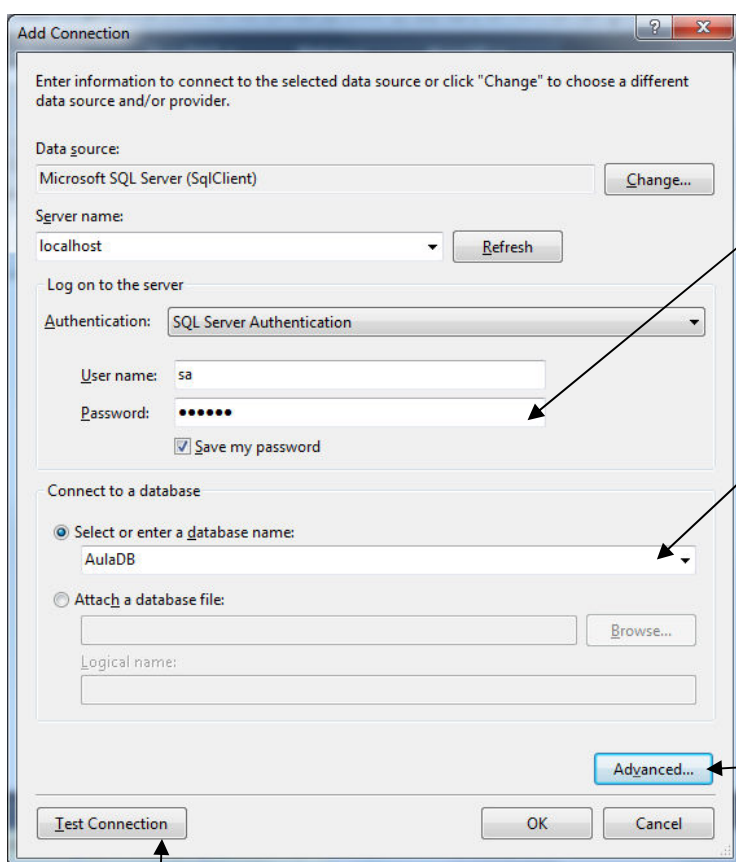 Add Connection
Enter information to connect to the selected data source or click "Change" to choose a different
data source and/or provider.
Data source:
Microsoft SQL Server (SqlClient)
Change...
Server name:
localhost
Refresh
Log on to the server
Authentication:
SQL Server Authentication
User name:
sa
Password:
●●●●●●
Save my password
Connect to a database
Select or enter a database name:
AulaDB
Attach a database file:
Browse...
Logical name:
Advanced...
Test Connection
OK
Cancel